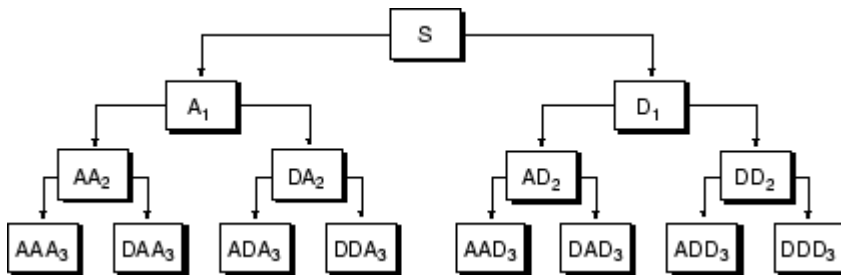 S
A₁ D₁
AA₂ DA₂ AD₂ DD₂
AAA₃ DAA₃ ADA₃ DDA₃ AAD₃ DAD₃ ADD₃ DDD₃